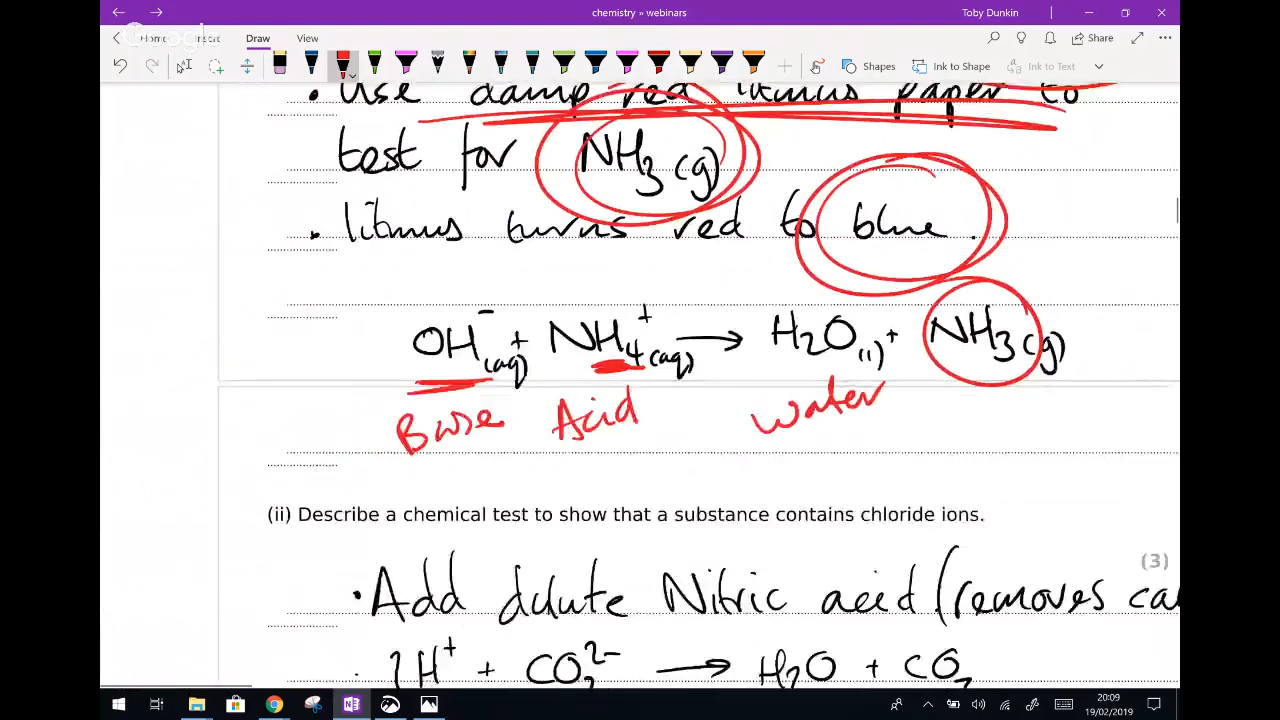 chemistry » webinars
Toby Dunkin
Google
Home Insert Draw View
Share
Shapes Ink to Shape Ink to Text
• Use damp red litmus paper to
test for NH3(g)
• litmus turns red to blue.
OH⁻(aq) + NH4⁺(aq) → H2O(l) + NH3(g)
Base Acid Water
(ii) Describe a chemical test to show that a substance contains chloride ions.
(3)
• Add dilute Nitric acid (removes ca
• 2H⁺ + CO3²⁻ → H2O + CO2
20:09
19/02/2019